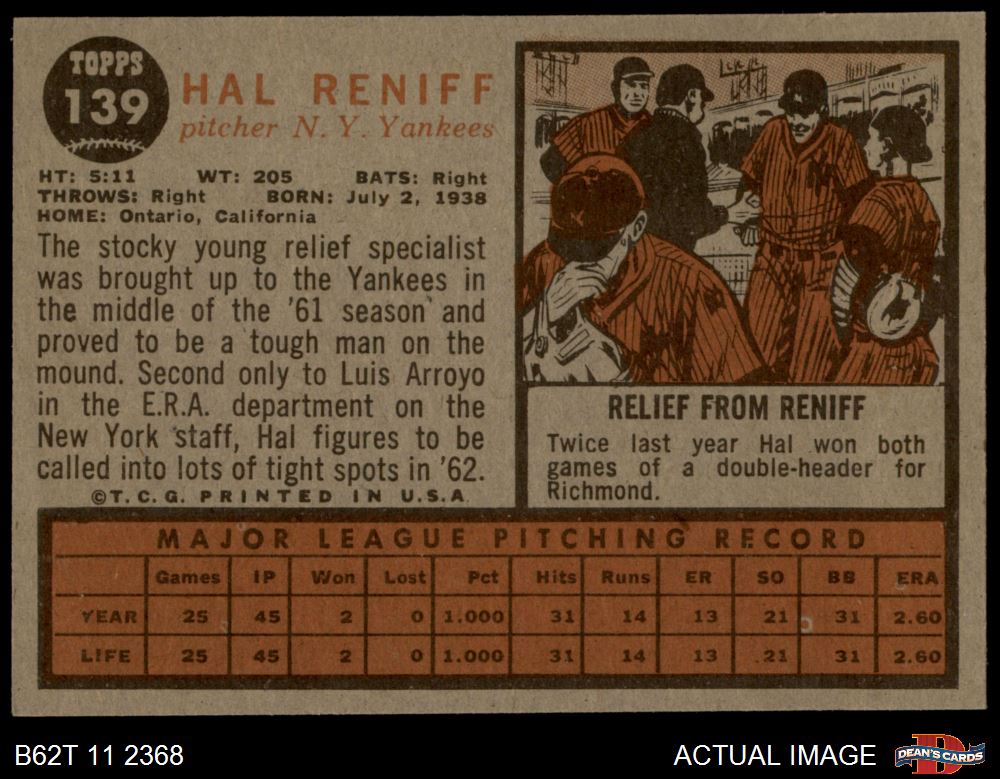 TOPPS
139
HAL RENIFF
pitcher N. Y. Yankees
HT: 5:11 WT: 205 BATS: Right
THROWS: Right BORN: July 2, 1938
HOME: Ontario, California
The stocky young relief specialist
was brought up to the Yankees in
the middle of the '61 season and
proved to be a tough man on the
mound. Second only to Luis Arroyo
in the E.R.A. department on the
New York staff, Hal figures to be
called into lots of tight spots in '62.
©T. C. G. PRINTED IN U.S.A.
RELIEF FROM RENIFF
Twice last year Hal won both
games of a double-header for
Richmond.
MAJOR LEAGUE PITCHING RECORD
Games IP Won Lost Pct Hits Runs ER SO BB ERA
YEAR 25 45 2 0 1.000 31 14 13 21 31 2.60
LIFE 25 45 2 0 1.000 31 14 13 21 31 2.60
B62T 11 2368
ACTUAL IMAGE
DEAN'S CARDS